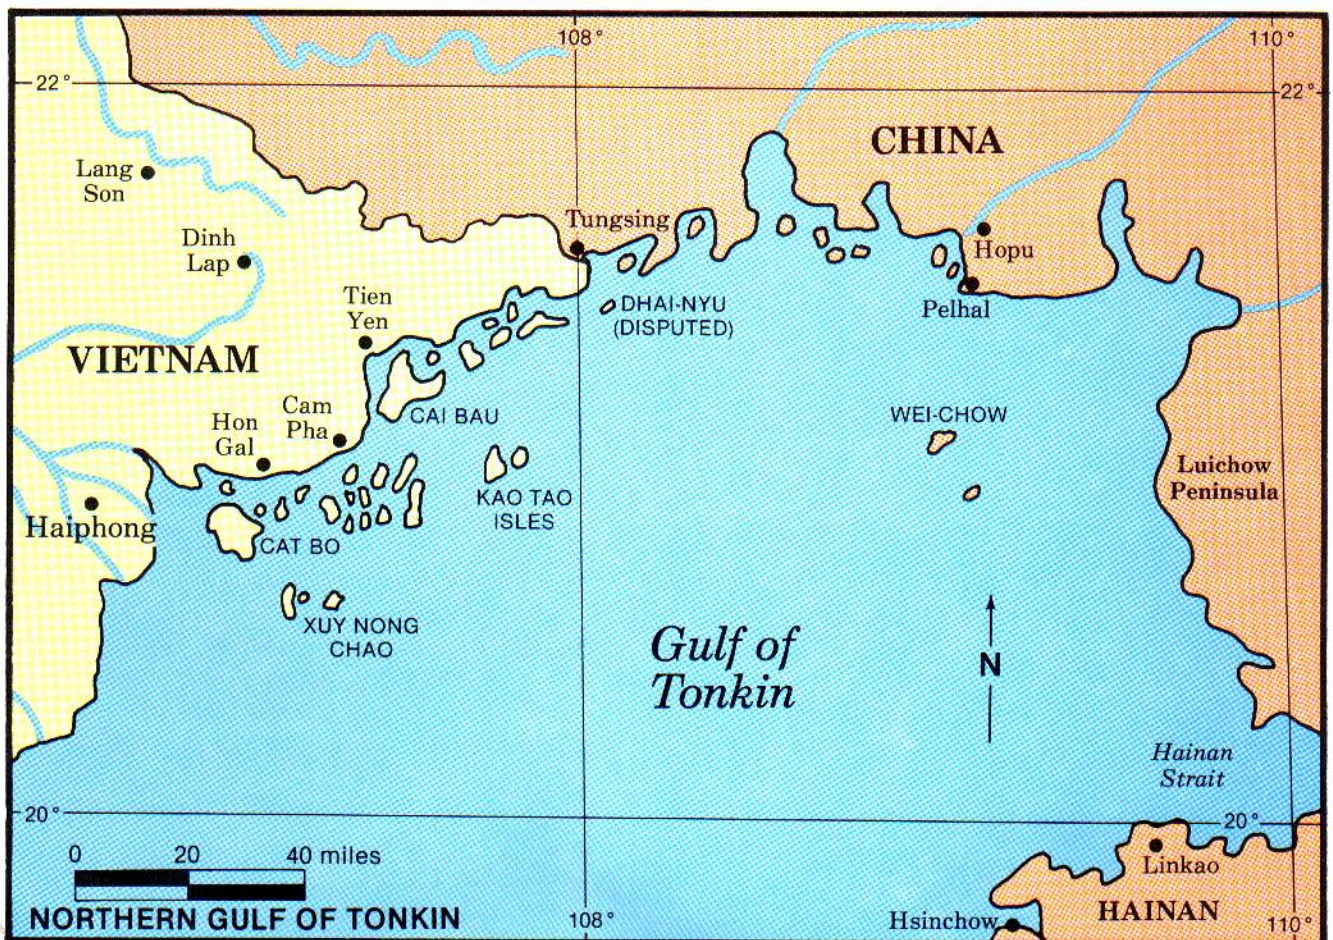 108°
110°
22°
22°
CHINA
Lang
Son
Tungsing
Dinh
Lap
Hopu
Tien
Yen
DHAI-NYU
(DISPUTED)
Pelhal
VIETNAM
Cam
Pha
CAI BAU
WEI-CHOW
Hon
Gal
Luichow
Peninsula
KAO TAO
ISLES
Haiphong
CAT BO
XUY NONG
CHAO
Gulf of
Tonkin
N
Hainan
Strait
20°
20°
0 20 40 miles
Linkao
NORTHERN GULF OF TONKIN
108°
Hsinchow
HAINAN
110°